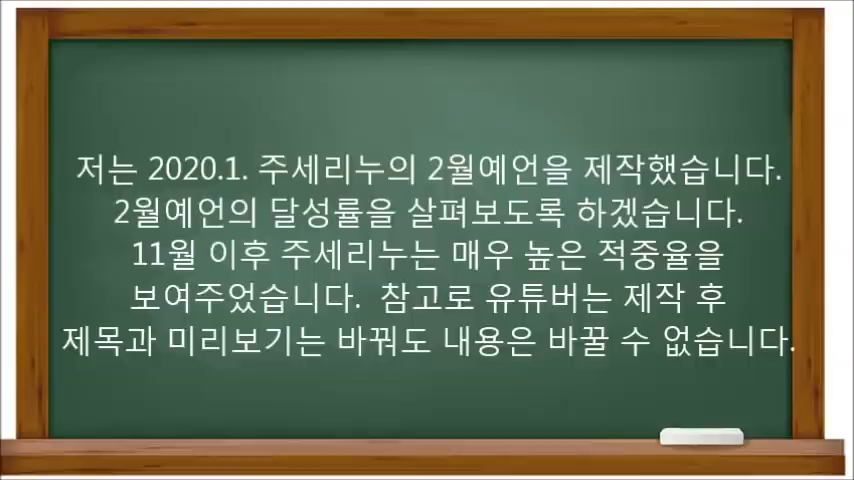 저는 2020.1. 주세리누의 2월예언을 제작했습니다.
2월예언의 달성률을 살펴보도록 하겠습니다.
11월 이후 주세리누는 매우 높은 적중율을
보여주었습니다. 참고로 유튜버는 제작 후
제목과 미리보기는 바꿔도 내용은 바꿀 수 없습니다.